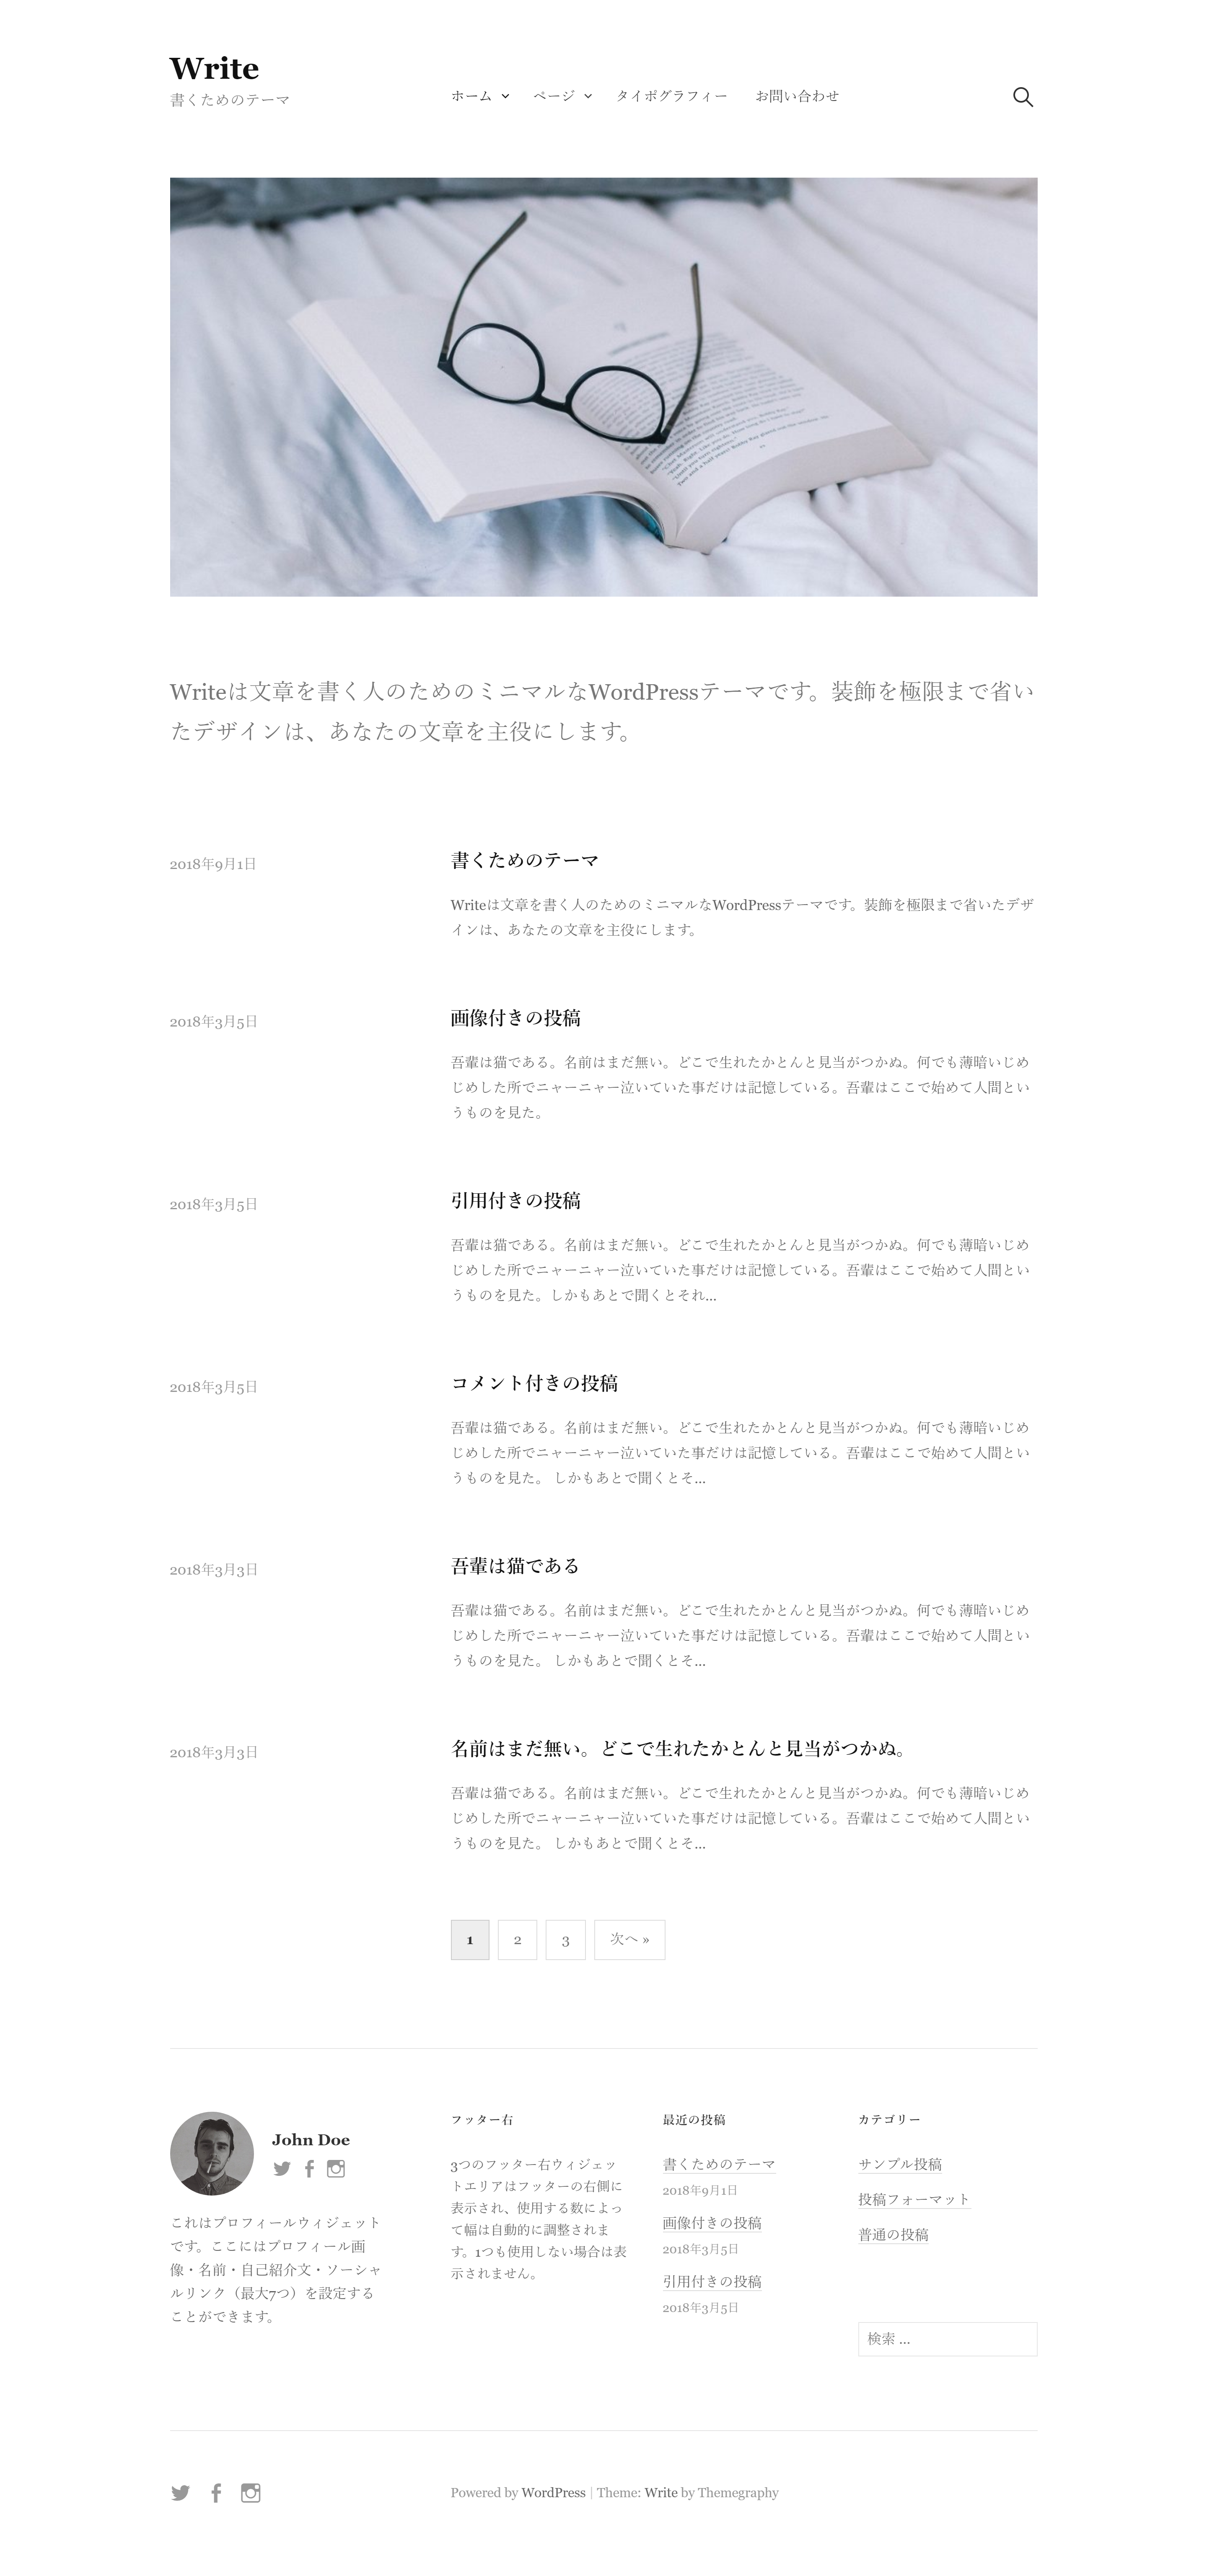 Write
書くためのテーマ
ホーム ページ タイポグラフィー お問い合わせ
Writeは文章を書く人のためのミニマルなWordPressテーマです。装飾を極限まで省い
たデザインは、あなたの文章を主役にします。
2018年9月1日
書くためのテーマ
Writeは文章を書く人のためのミニマルなWordPressテーマです。装飾を極限まで省いたデザ
インは、あなたの文章を主役にします。
2018年3月5日
画像付きの投稿
吾輩は猫である。名前はまだ無い。どこで生れたかとんと見当がつかぬ。何でも薄暗いじめ
じめした所でニャーニャー泣いていた事だけは記憶している。吾輩はここで始めて人間とい
うものを見た。
2018年3月5日
引用付きの投稿
吾輩は猫である。名前はまだ無い。どこで生れたかとんと見当がつかぬ。何でも薄暗いじめ
じめした所でニャーニャー泣いていた事だけは記憶している。吾輩はここで始めて人間とい
うものを見た。しかもあとで聞くとそれ...
2018年3月5日
コメント付きの投稿
吾輩は猫である。名前はまだ無い。どこで生れたかとんと見当がつかぬ。何でも薄暗いじめ
じめした所でニャーニャー泣いていた事だけは記憶している。吾輩はここで始めて人間とい
うものを見た。 しかもあとで聞くとそ...
2018年3月3日
吾輩は猫である
吾輩は猫である。名前はまだ無い。どこで生れたかとんと見当がつかぬ。何でも薄暗いじめ
じめした所でニャーニャー泣いていた事だけは記憶している。吾輩はここで始めて人間とい
うものを見た。 しかもあとで聞くとそ...
2018年3月3日
名前はまだ無い。どこで生れたかとんと見当がつかぬ。
吾輩は猫である。名前はまだ無い。どこで生れたかとんと見当がつかぬ。何でも薄暗いじめ
じめした所でニャーニャー泣いていた事だけは記憶している。吾輩はここで始めて人間とい
うものを見た。 しかもあとで聞くとそ...
1 2 3 次へ »
John Doe
これはプロフィールウィジェット
です。ここにはプロフィール画
像・名前・自己紹介文・ソーシャ
ルリンク（最大7つ）を設定する
ことができます。
フッター右
3つのフッター右ウィジェッ
トエリアはフッターの右側に
表示され、使用する数によっ
て幅は自動的に調整されま
す。1つも使用しない場合は表
示されません。
最近の投稿
書くためのテーマ
2018年9月1日
画像付きの投稿
2018年3月5日
引用付きの投稿
2018年3月5日
カテゴリー
サンプル投稿
投稿フォーマット
普通の投稿
検索 ...
Powered by WordPress | Theme: Write by Themegraphy